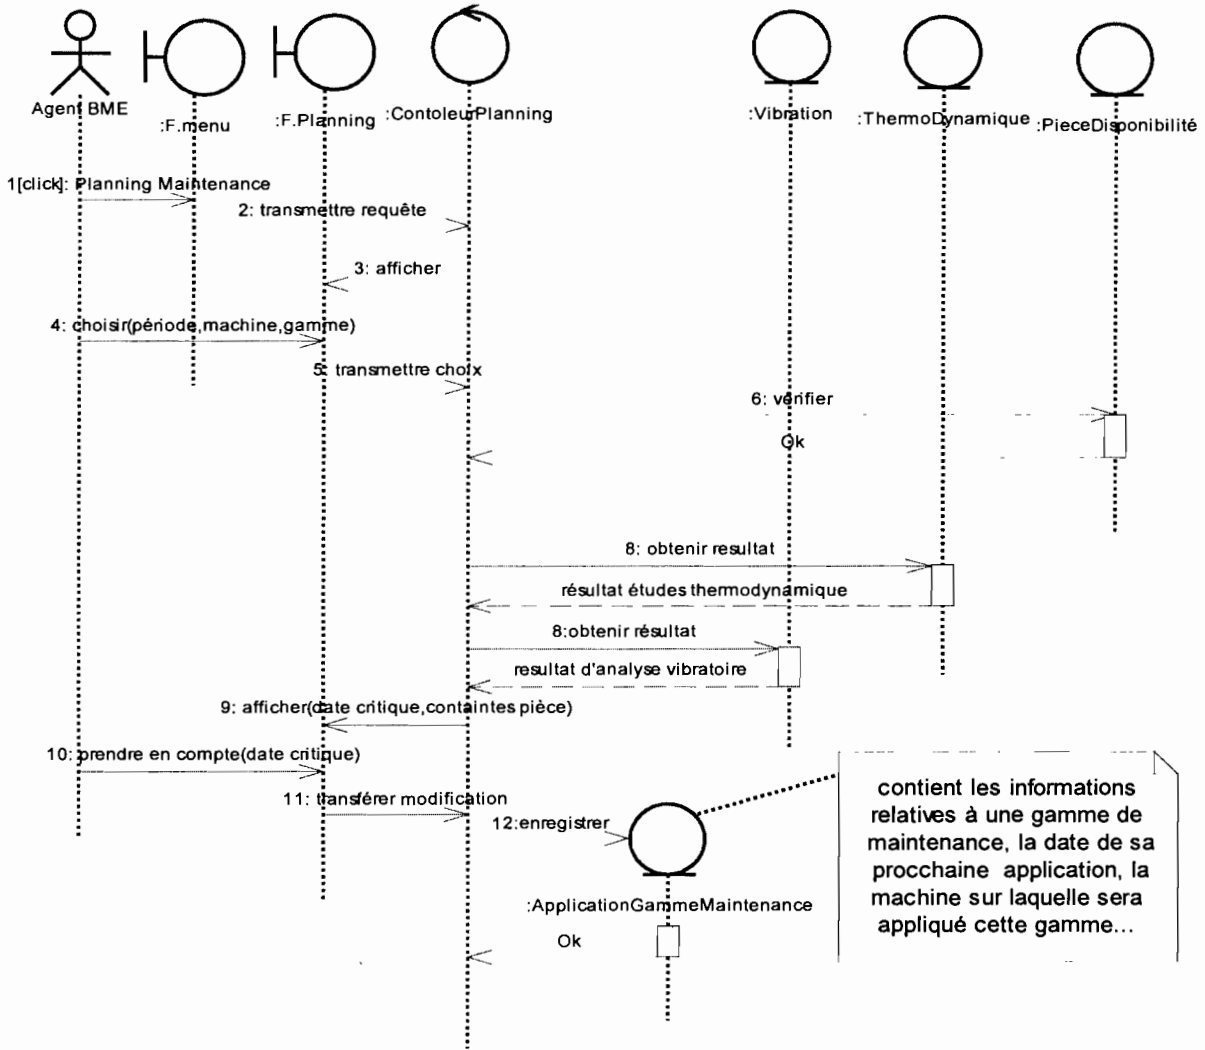 Agent BME
:F.menu
:F.Planning
:ContoleurPlanning
:Vibration
:ThermoDynamique
:PieceDisponibilité
1[click]: Planning Maintenance
2: transmettre requête
3: afficher
4: choisir(période,machine,gamme)
5: transmettre choix
6: vérifier
Ok
8: obtenir resultat
résultat études thermodynamique
8:obtenir résultat
resultat d'analyse vibratoire
9: afficher(date critique,containtes pièce)
10: prendre en compte(date critique)
11: transférer modification
12:enregistrer
:ApplicationGammeMaintenance
Ok
contient les informations
relatives à une gamme de
maintenance, la date de sa
procchaine application, la
machine sur laquelle sera
appliqué cette gamme...